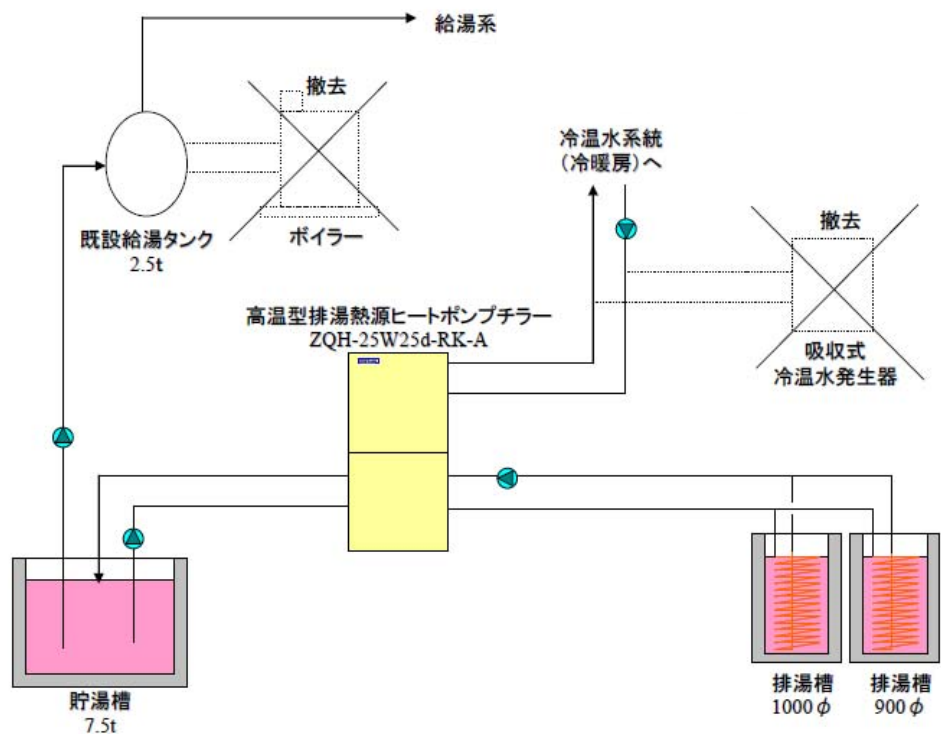 給湯系
撤去
既設給湯タンク
2.5t
ボイラー
冷温水系統
(冷暖房)へ
撤去
吸収式
冷温水発生器
高温型排湯熱源ヒートポンプチラー
ZQH-25W25d-RK-A
貯湯槽
7.5t
排湯槽
1000φ
排湯槽
900φ